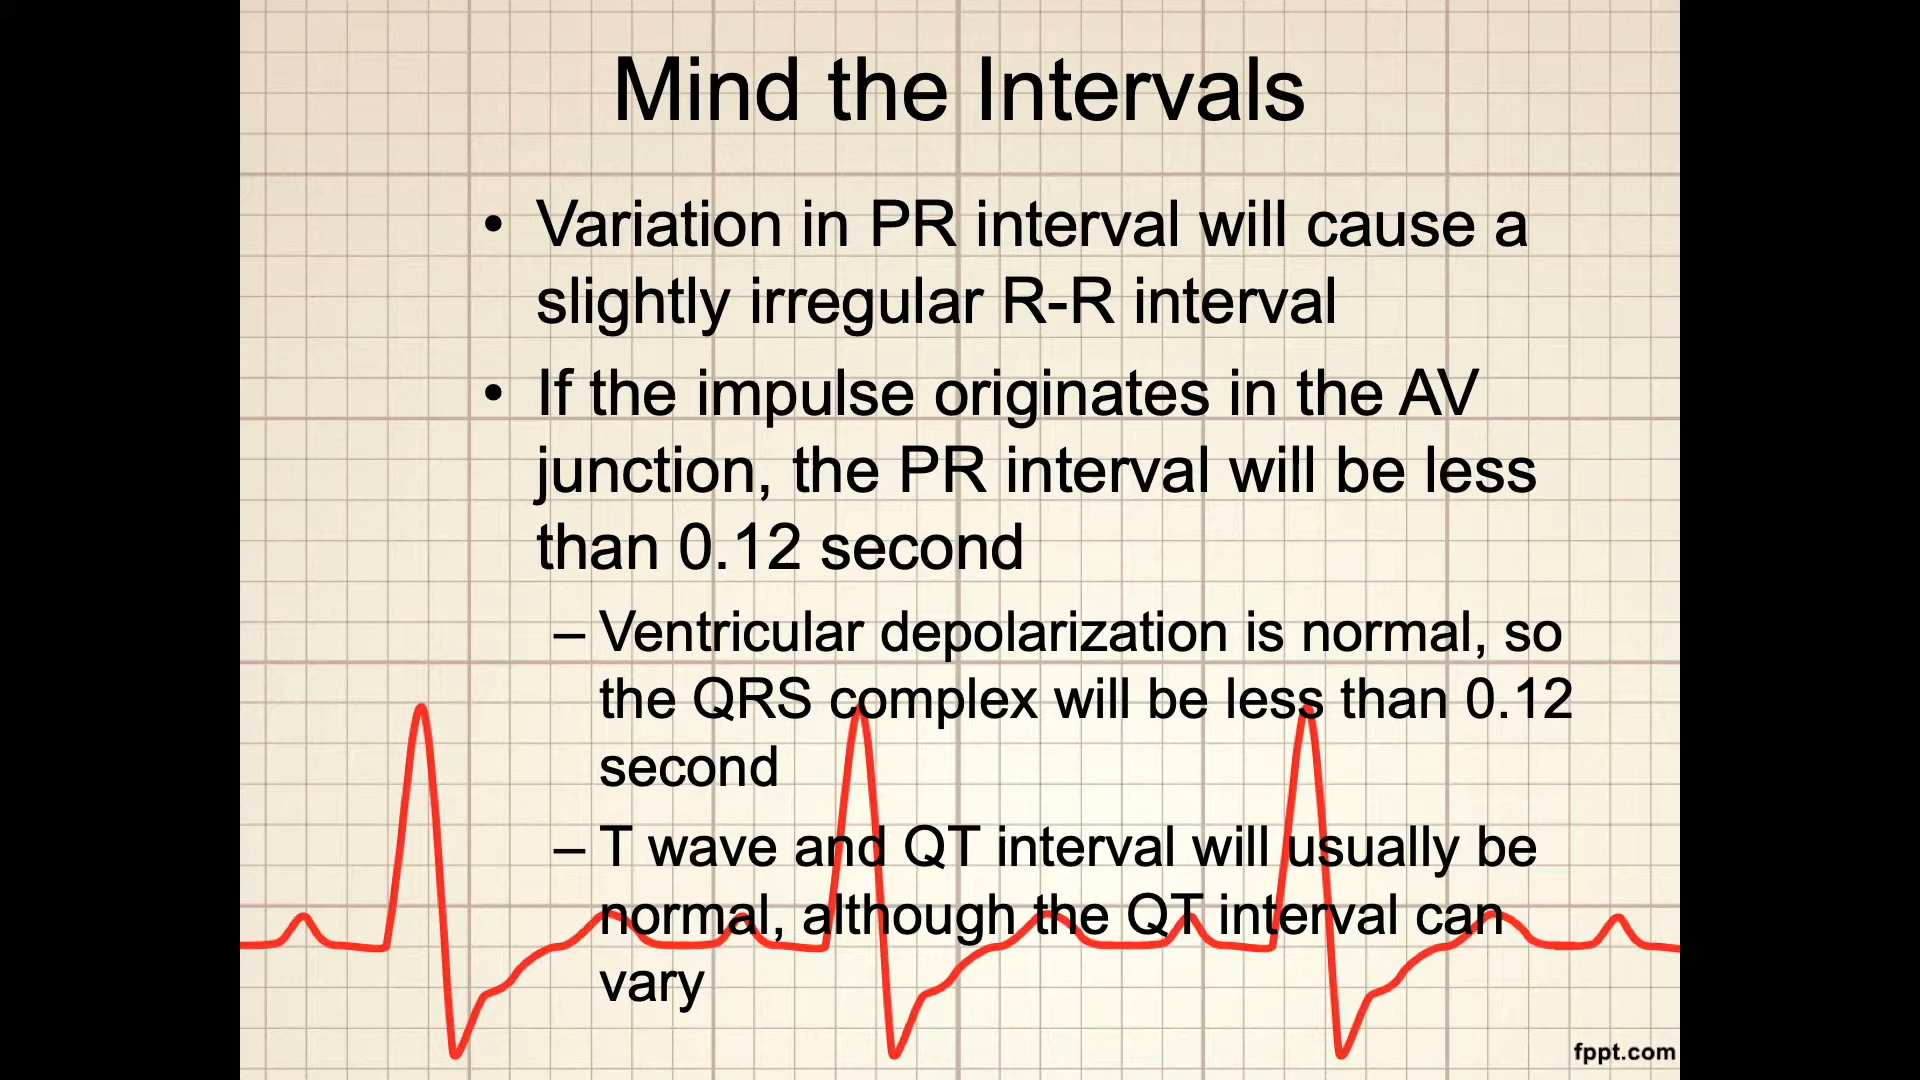 Mind the Intervals
• Variation in PR interval will cause a
slightly irregular R-R interval
• If the impulse originates in the AV
junction, the PR interval will be less
than 0.12 second
– Ventricular depolarization is normal, so
the QRS complex will be less than 0.12
second
– T wave and QT interval will usually be
normal, although the QT interval can
vary
fppt.com